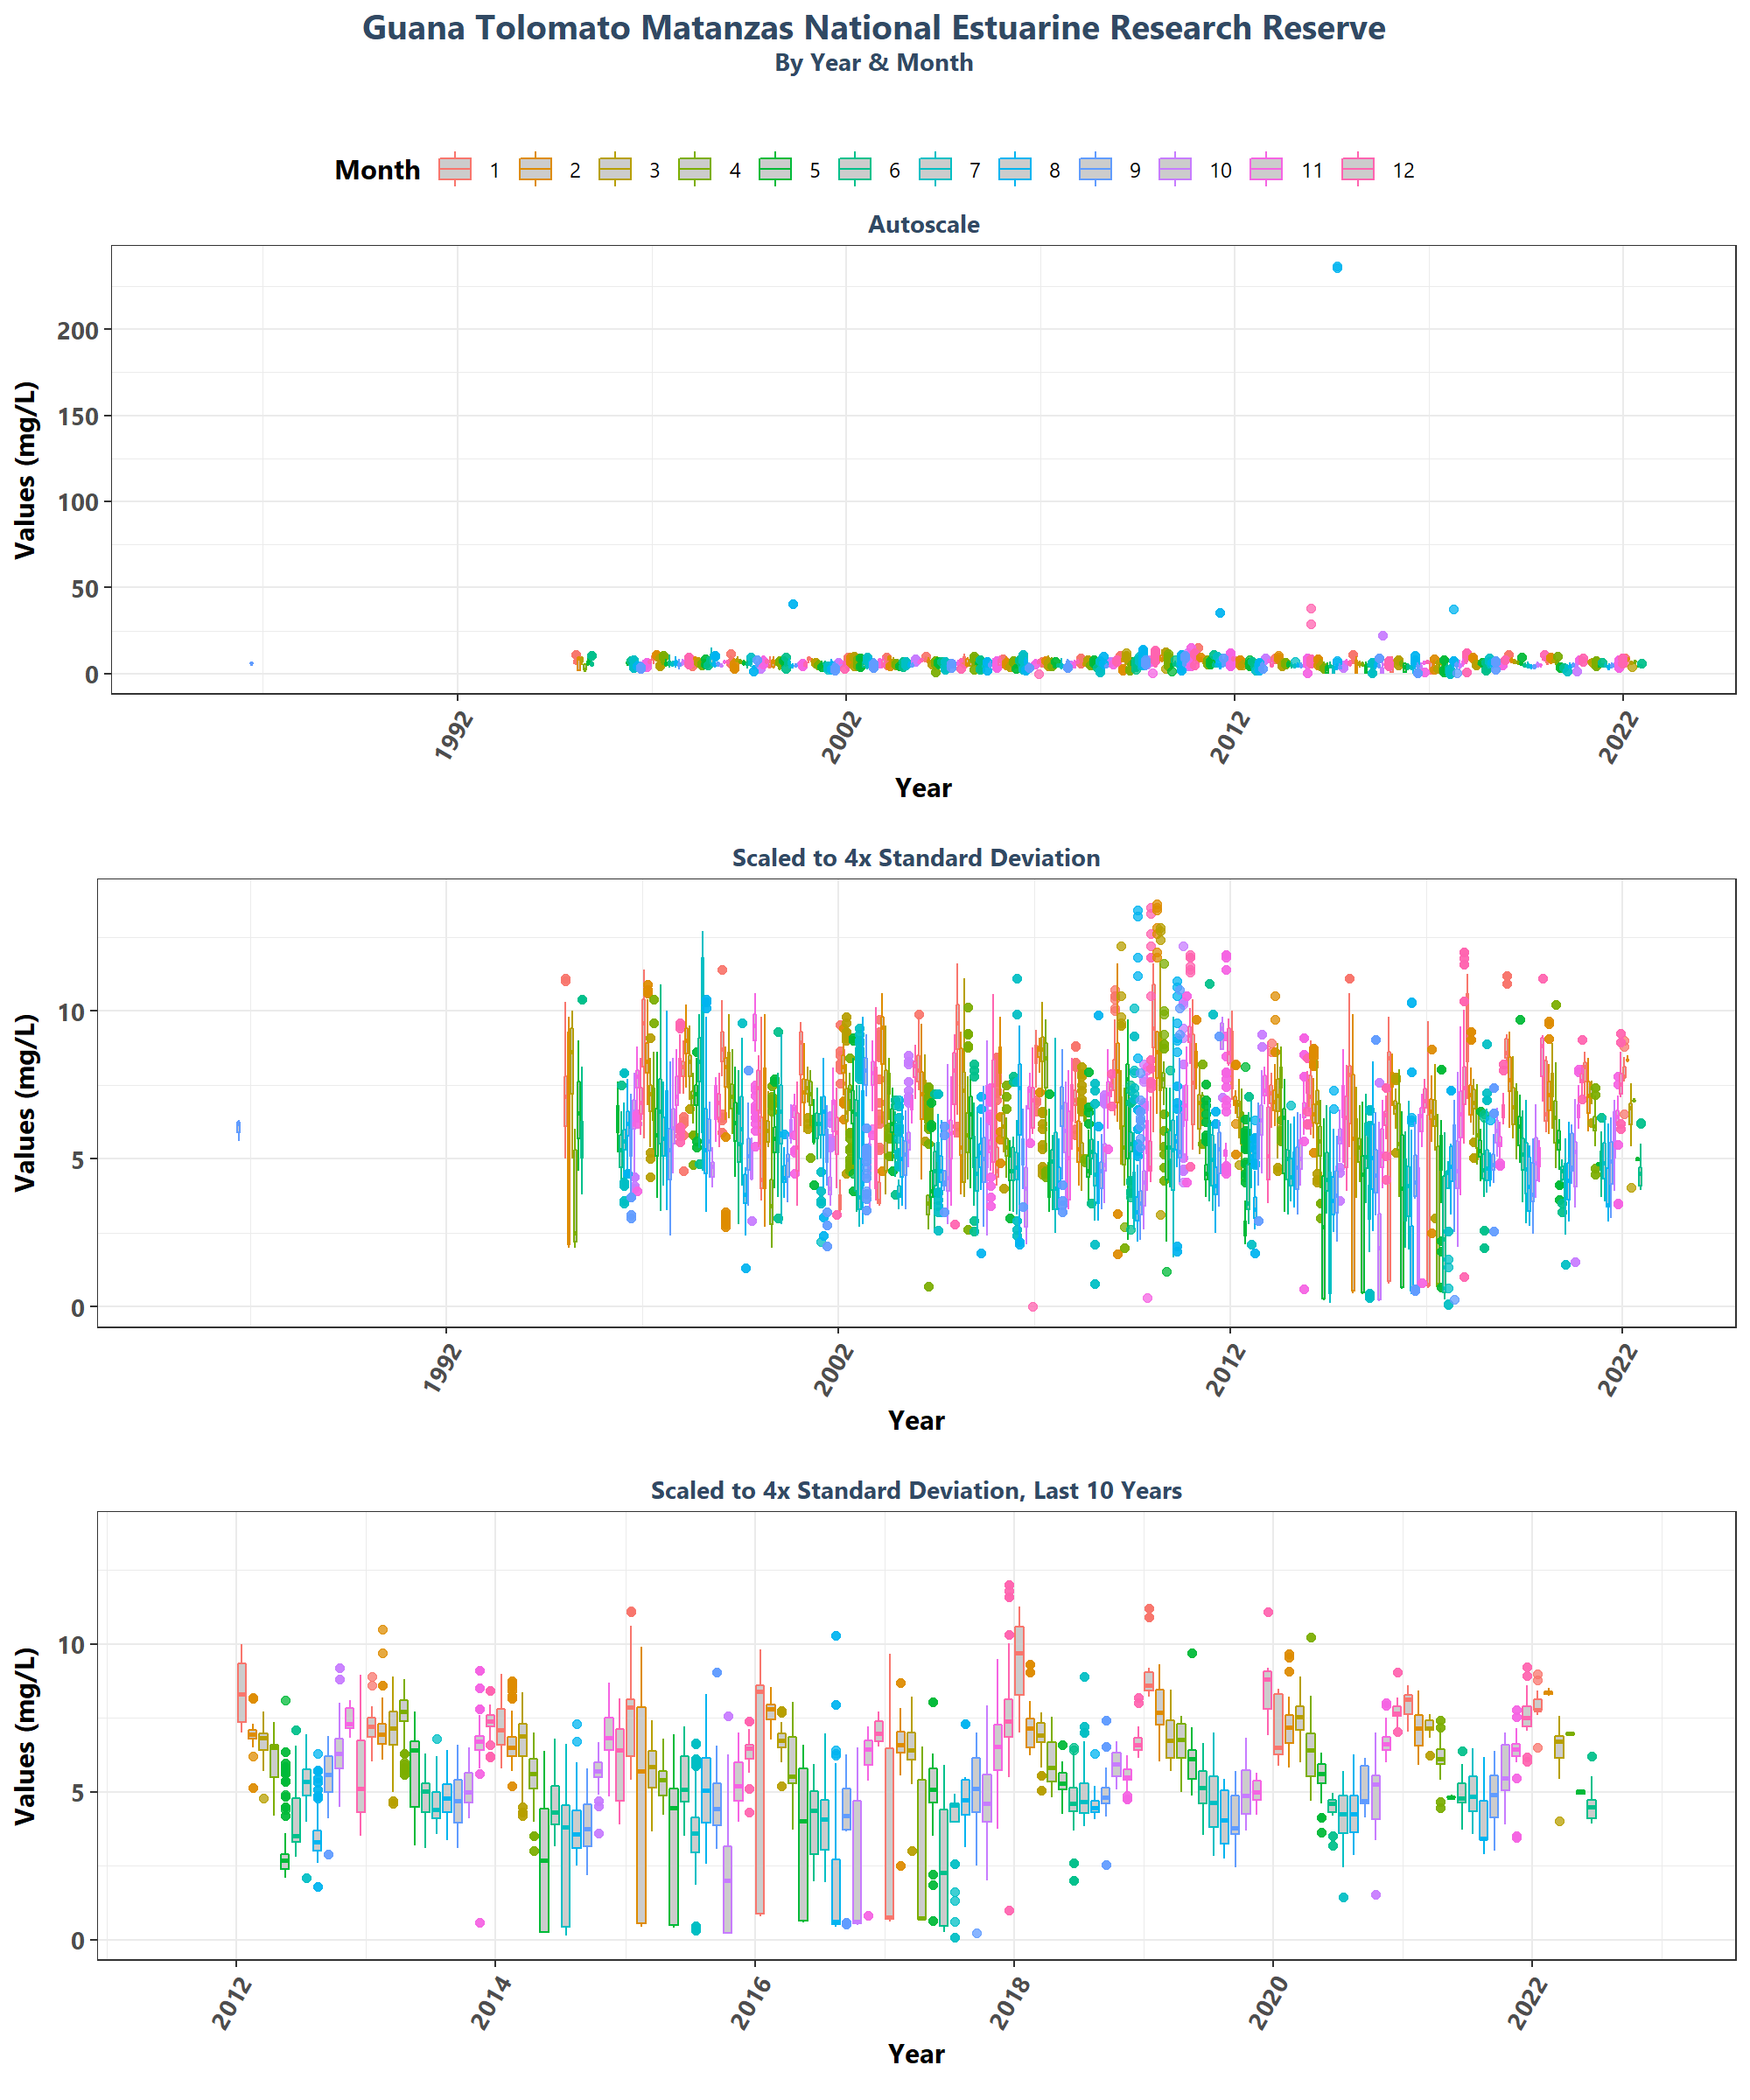 Guana Tolomato Matanzas National Estuarine Research Reserve
By Year & Month
Month 1 2 3 4 5 6 7 8 9 10 11 12
Autoscale
Values (mg/L)
200
150
100
50
0
1992 2002 2012 2022
Year
Scaled to 4x Standard Deviation
Values (mg/L)
10
5
0
1992 2002 2012 2022
Year
Scaled to 4x Standard Deviation, Last 10 Years
Values (mg/L)
10
5
0
2012 2014 2016 2018 2020 2022
Year